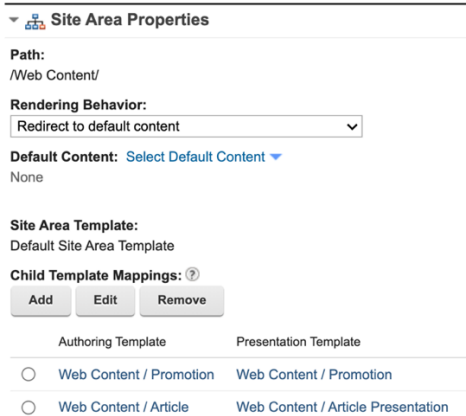 Site Area Properties
Path:
/Web Content/
Rendering Behavior:
Redirect to default content
Default Content: Select Default Content
None
Site Area Template:
Default Site Area Template
Child Template Mappings: ?
Add Edit Remove
Authoring Template Presentation Template
Web Content / Promotion Web Content / Promotion
Web Content / Article Web Content / Article Presentation